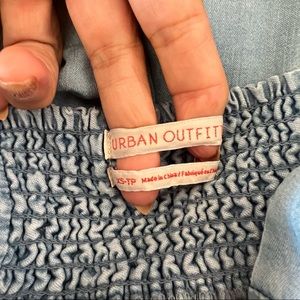 URBAN OUTFIT
XS-TP Made in China / Fabriqué en